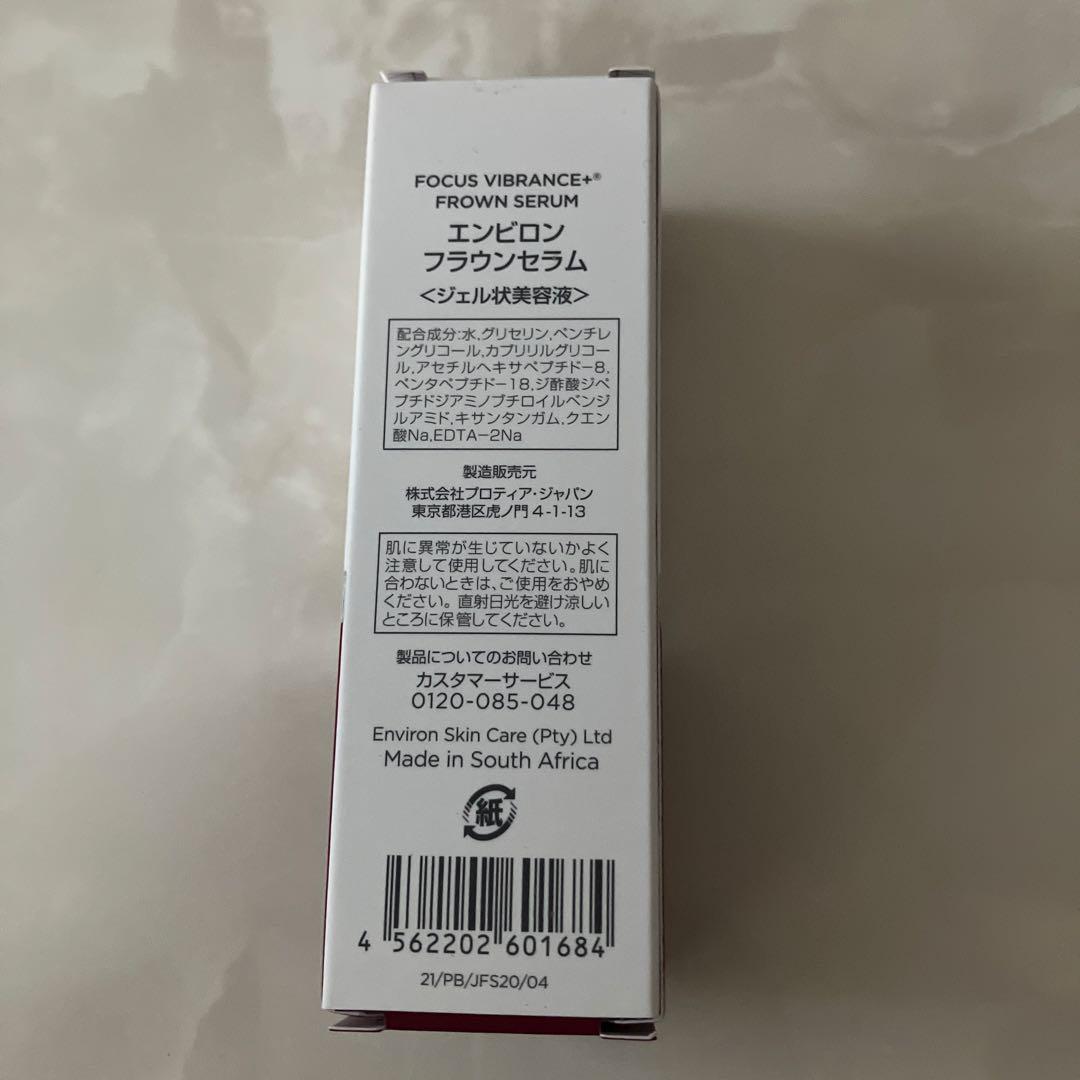 FOCUS VIBRANCE+®
FROWN SERUM
エンビロン
フラウンセラム
<ジェル状美容液>
配合成分:水,グリセリン,ペンチレ
ングリコール,カプリリルグリコー
ル,アセチルヘキサペプチド-8,
ペンタペプチド-18,ジ酢酸ジペ
プチドジアミノブチロイルベンジ
ルアミド,キサンタンガム,クエン
酸Na,EDTA-2Na
製造販売元
株式会社プロティア・ジャパン
東京都港区虎ノ門 4-1-13
肌に異常が生じていないかよく
注意して使用してください。肌に
合わないときは、ご使用をおやめ
ください。直射日光を避け涼しい
ところに保管してください。
製品についてのお問い合わせ
カスタマーサービス
0120-085-048
Environ Skin Care (Pty) Ltd
Made in South Africa
紙
4 562202 601684
21/PB/JFS20/04